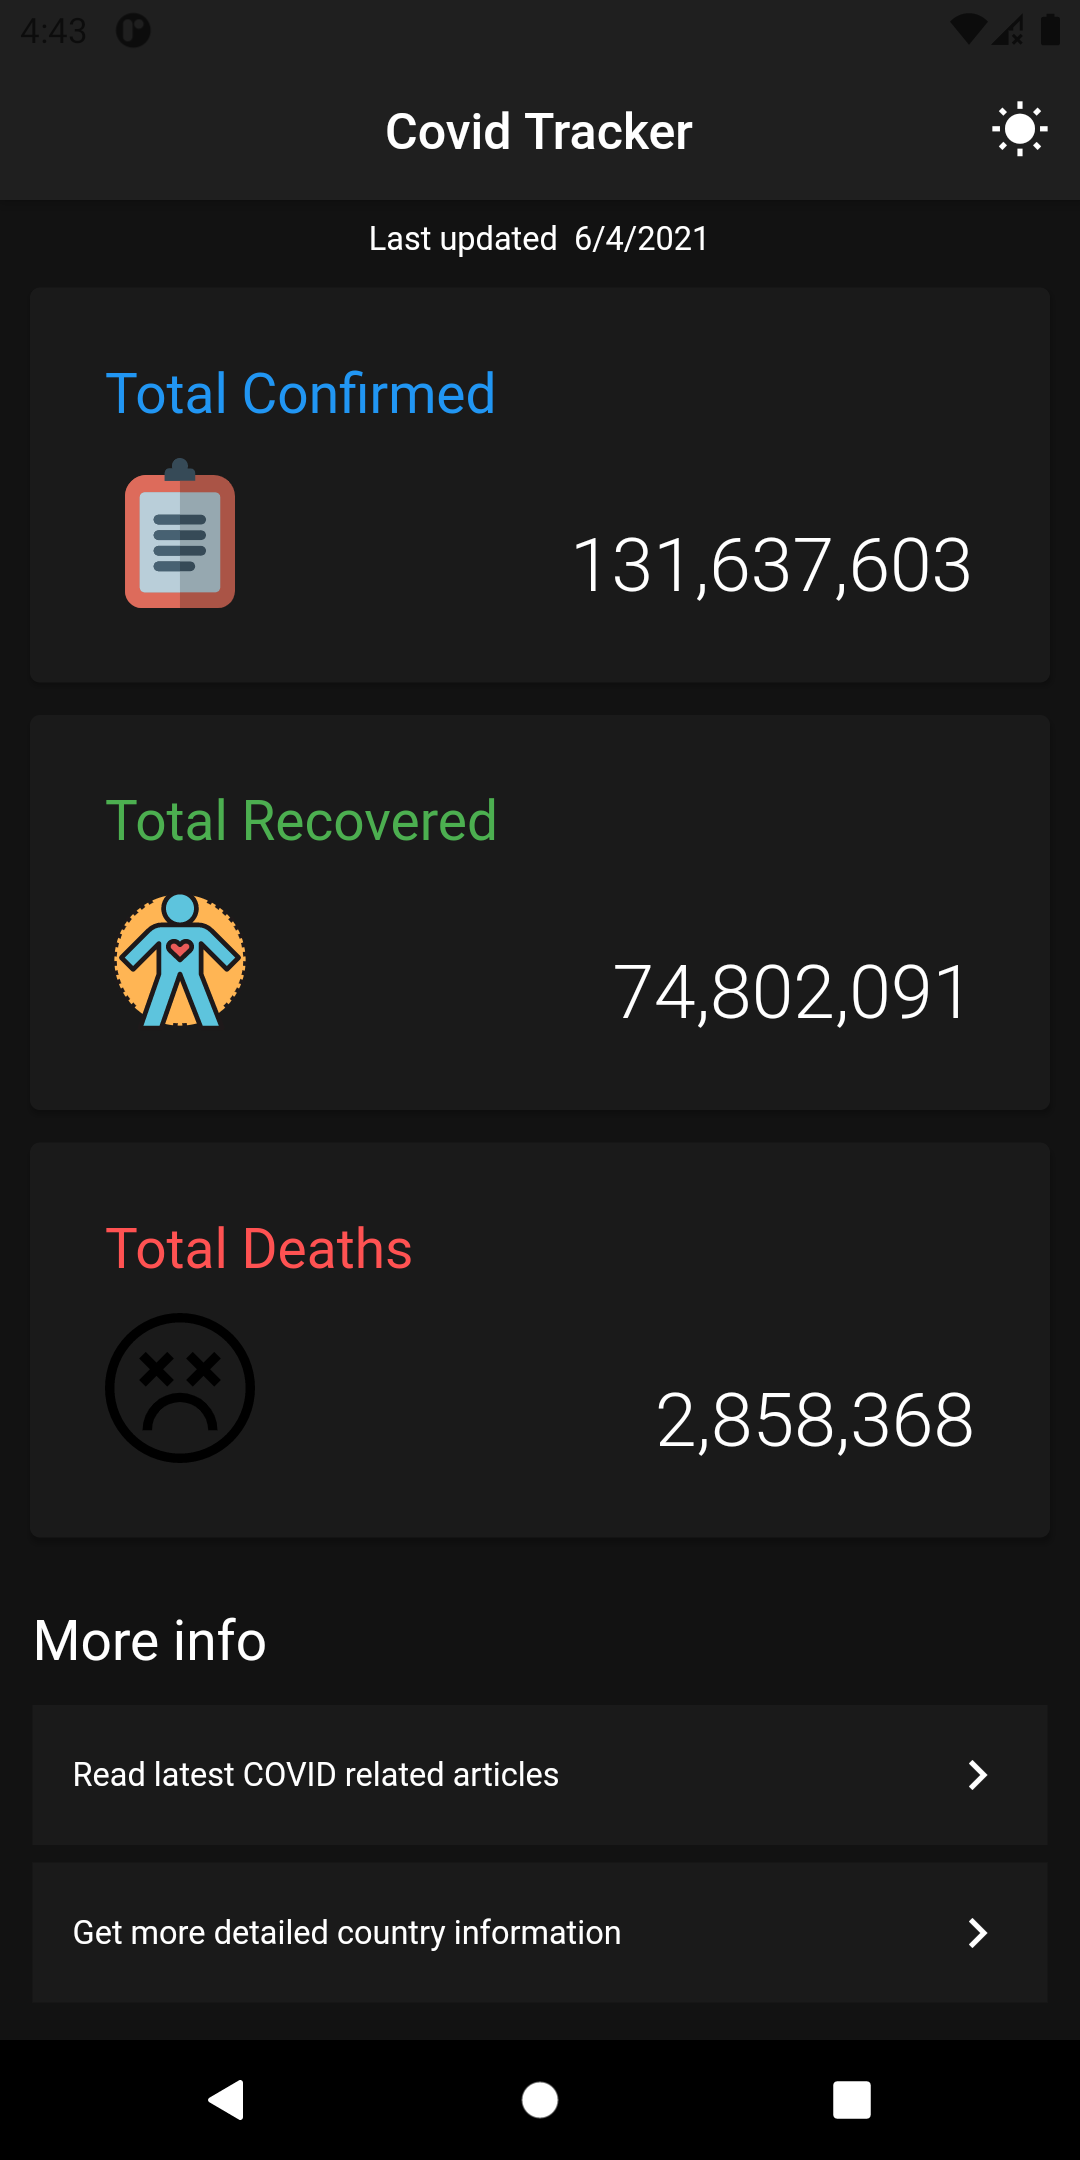 4:43
Covid Tracker
Last updated 6/4/2021
Total Confirmed
131,637,603
Total Recovered
74,802,091
Total Deaths
2,858,368
More info
Read latest COVID related articles
Get more detailed country information